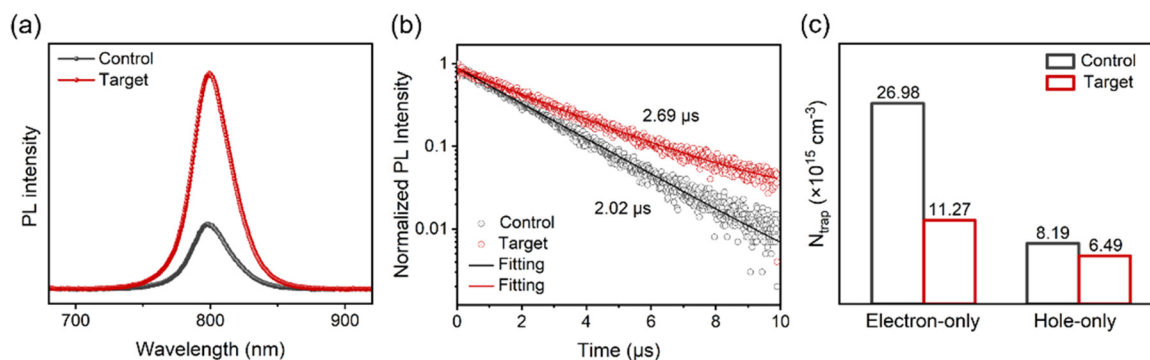 (a)
Control
Target
PL intensity
700
800
900
Wavelength (nm)
(b)
Normalized PL Intensity
1
0.1
0.01
2.69 µs
2.02 µs
Control
Target
Fitting
Fitting
0
2
4
6
8
10
Time (µs)
(c)
Control
Target
N_trap (×10¹⁵ cm⁻³)
26.98
11.27
8.19
6.49
Electron-only
Hole-only